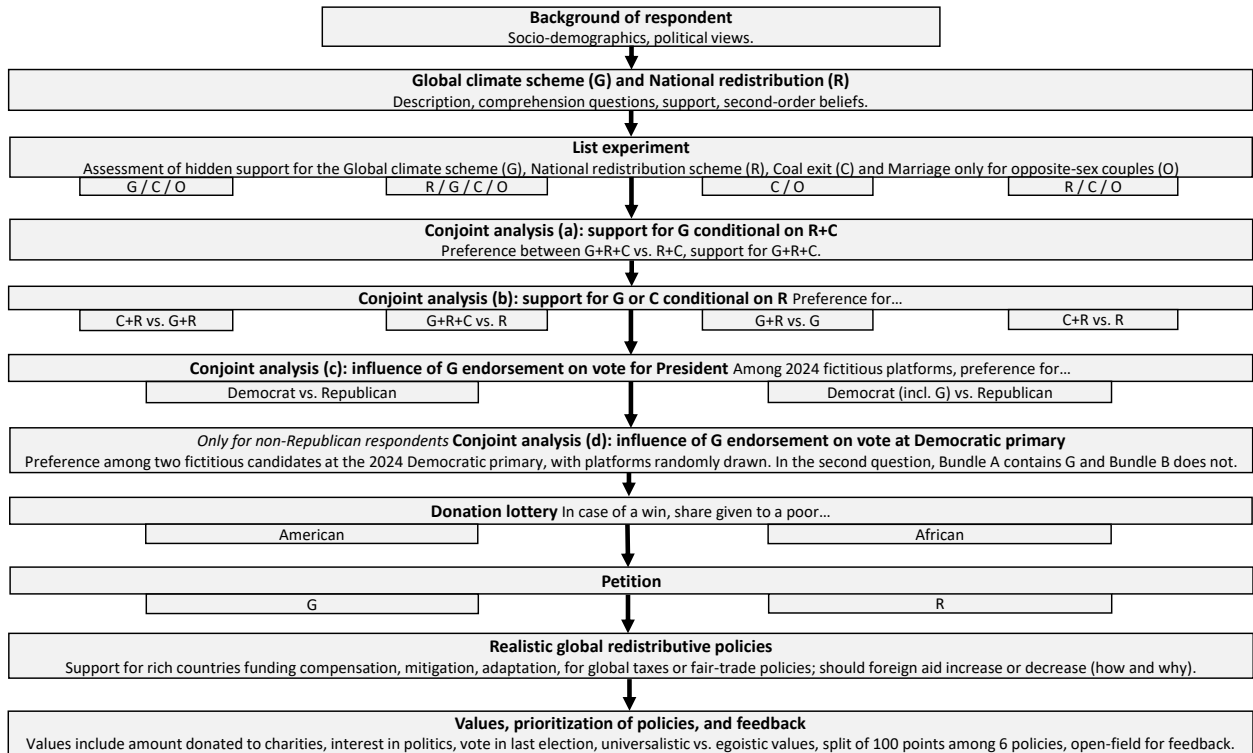 Background of respondent
Socio-demographics, political views.
Global climate scheme (G) and National redistribution (R)
Description, comprehension questions, support, second-order beliefs.
List experiment
Assessment of hidden support for the Global climate scheme (G), National redistribution scheme (R), Coal exit (C) and Marriage only for opposite-sex couples (O)
G / C / O
R / G / C / O
C / O
R / C / O
Conjoint analysis (a): support for G conditional on R+C
Preference between G+R+C vs. R+C, support for G+R+C.
Conjoint analysis (b): support for G or C conditional on R Preference for…
C+R vs. G+R
G+R+C vs. R
G+R vs. G
C+R vs. R
Conjoint analysis (c): influence of G endorsement on vote for President Among 2024 fictitious platforms, preference for…
Democrat vs. Republican
Democrat (incl. G) vs. Republican
Only for non-Republican respondents Conjoint analysis (d): influence of G endorsement on vote at Democratic primary
Preference among two fictitious candidates at the 2024 Democratic primary, with platforms randomly drawn. In the second question, Bundle A contains G and Bundle B does not.
Donation lottery In case of a win, share given to a poor…
American
African
Petition
G
R
Realistic global redistributive policies
Support for rich countries funding compensation, mitigation, adaptation, for global taxes or fair-trade policies; should foreign aid increase or decrease (how and why).
Values, prioritization of policies, and feedback
Values include amount donated to charities, interest in politics, vote in last election, universalistic vs. egoistic values, split of 100 points among 6 policies, open-field for feedback.